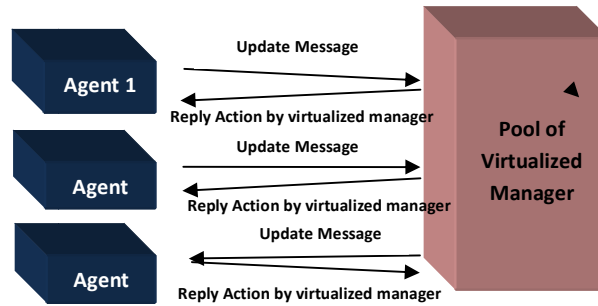 Update Message
Agent 1
Reply Action by virtualized manager
Update Message
Agent
Reply Action by virtualized manager
Update Message
Agent
Reply Action by virtualized manager
Pool of
Virtualized
Manager